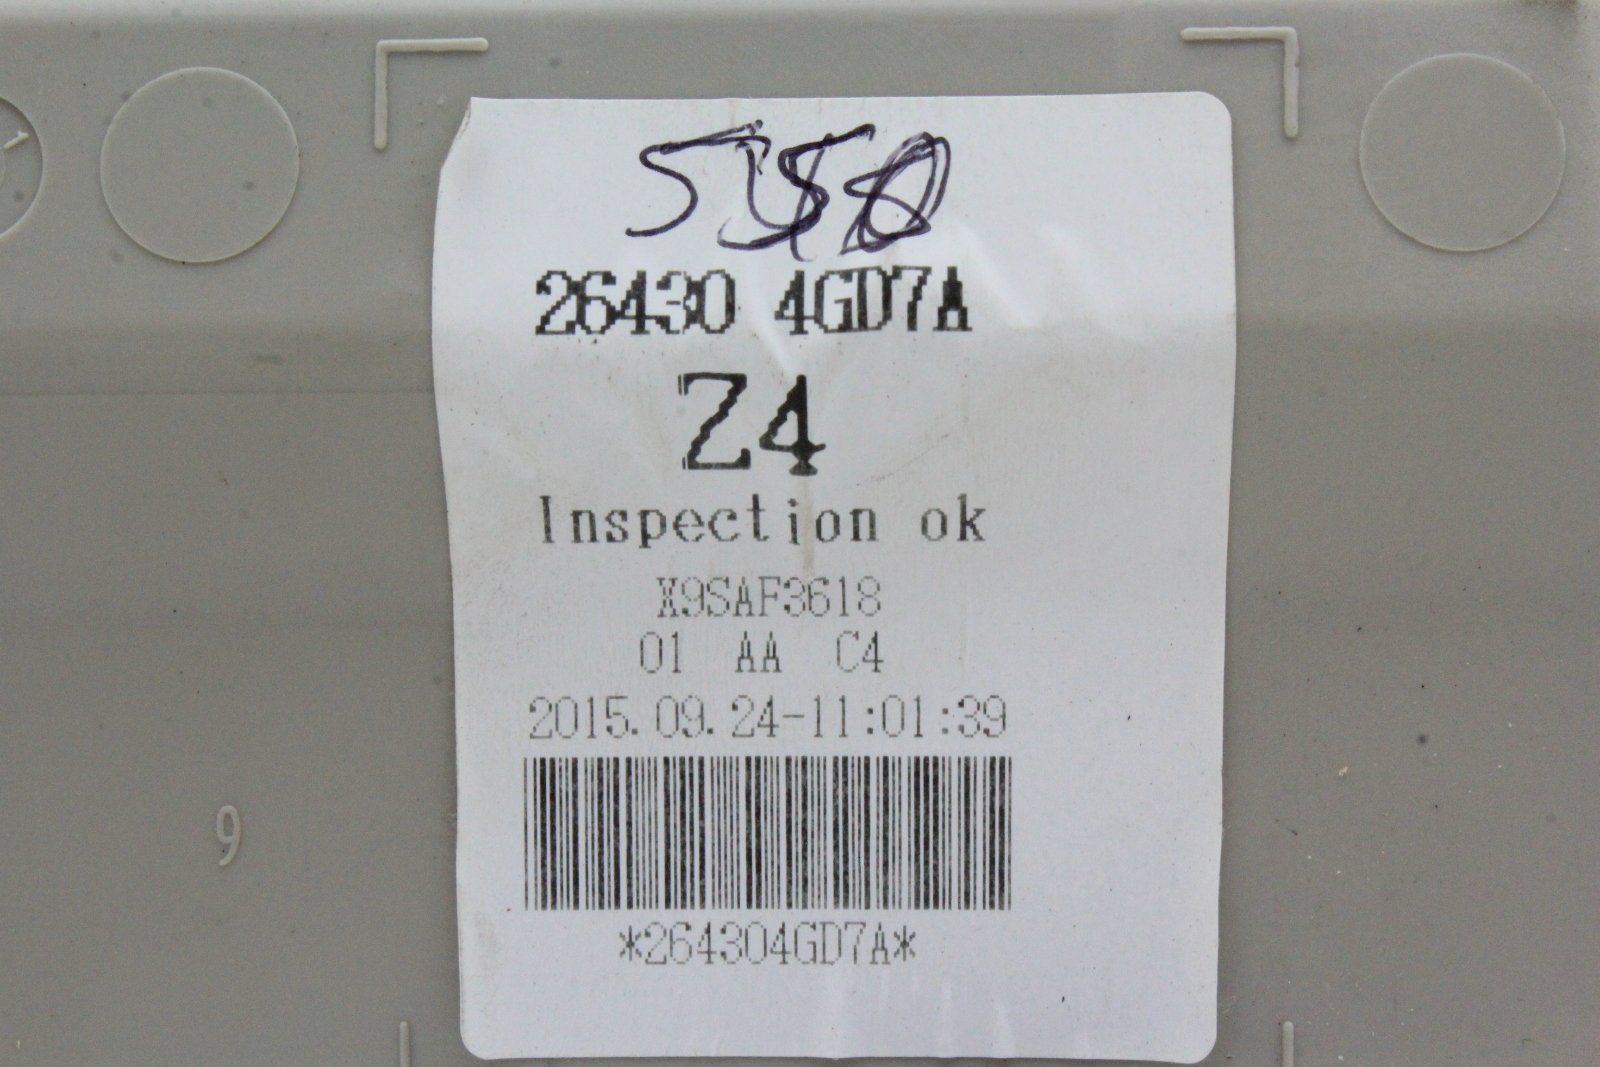 26430 4GD7A
Z4
Inspection ok
X9SAF3618
01 AA C4
2015.09.24-11:01:39
*264304GD7A*
9